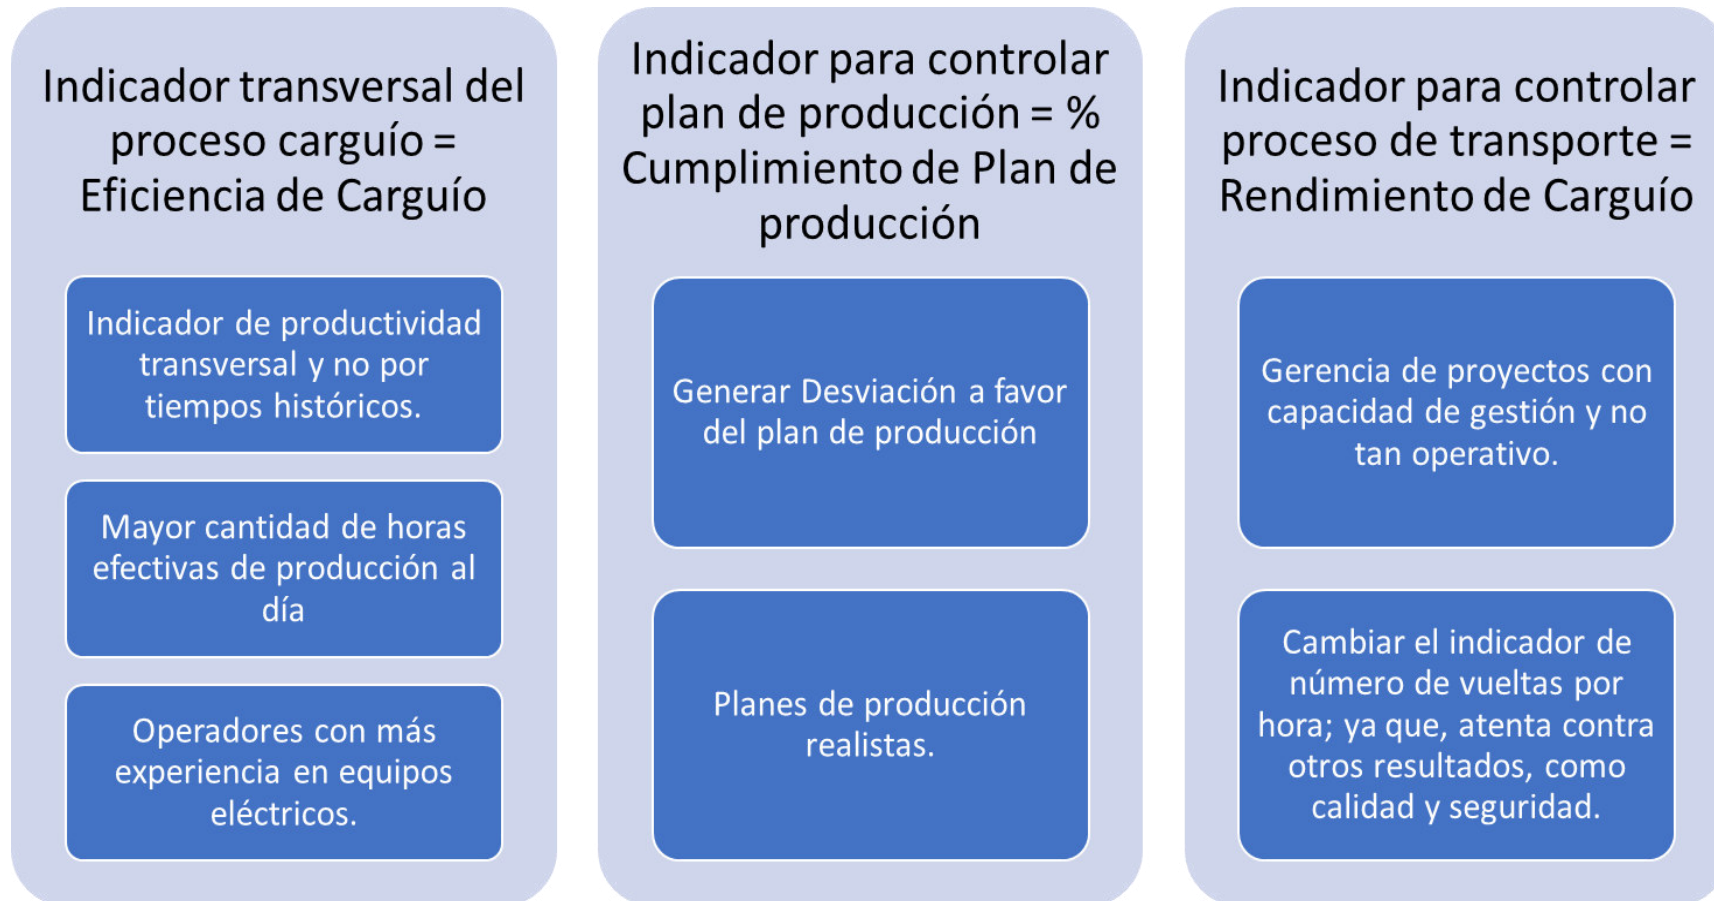 Indicador transversal del
proceso carguío =
Eficiencia de Carguío
Indicador de productividad
transversal y no por
tiempos históricos.
Mayor cantidad de horas
efectivas de producción al
día
Operadores con más
experiencia en equipos
eléctricos.
Indicador para controlar
plan de producción = %
Cumplimiento de Plan de
producción
Generar Desviación a favor
del plan de producción
Planes de producción
realistas.
Indicador para controlar
proceso de transporte =
Rendimiento de Carguío
Gerencia de proyectos con
capacidad de gestión y no
tan operativo.
Cambiar el indicador de
número de vueltas por
hora; ya que, atenta contra
otros resultados, como
calidad y seguridad.